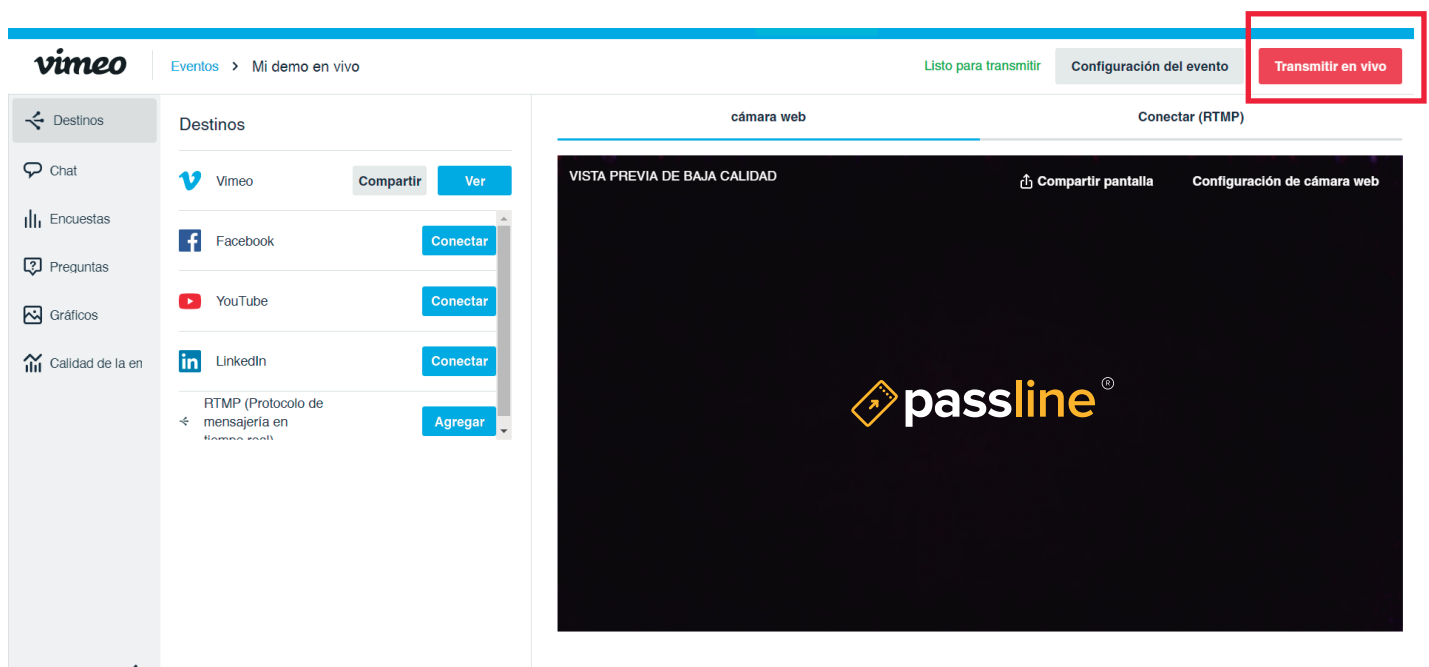 vimeo
Eventos > Mi demo en vivo
Listo para transmitir
Configuración del evento
Transmitir en vivo
Destinos
Chat
Encuestas
Preguntas
Gráficos
Calidad de la en
Destinos
Vimeo
Compartir
Ver
Facebook
Conectar
YouTube
Conectar
LinkedIn
Conectar
RTMP (Protocolo de
mensajería en
tiempo real)
Agregar
cámara web
Conectar (RTMP)
VISTA PREVIA DE BAJA CALIDAD
Compartir pantalla
Configuración de cámara web
passline®